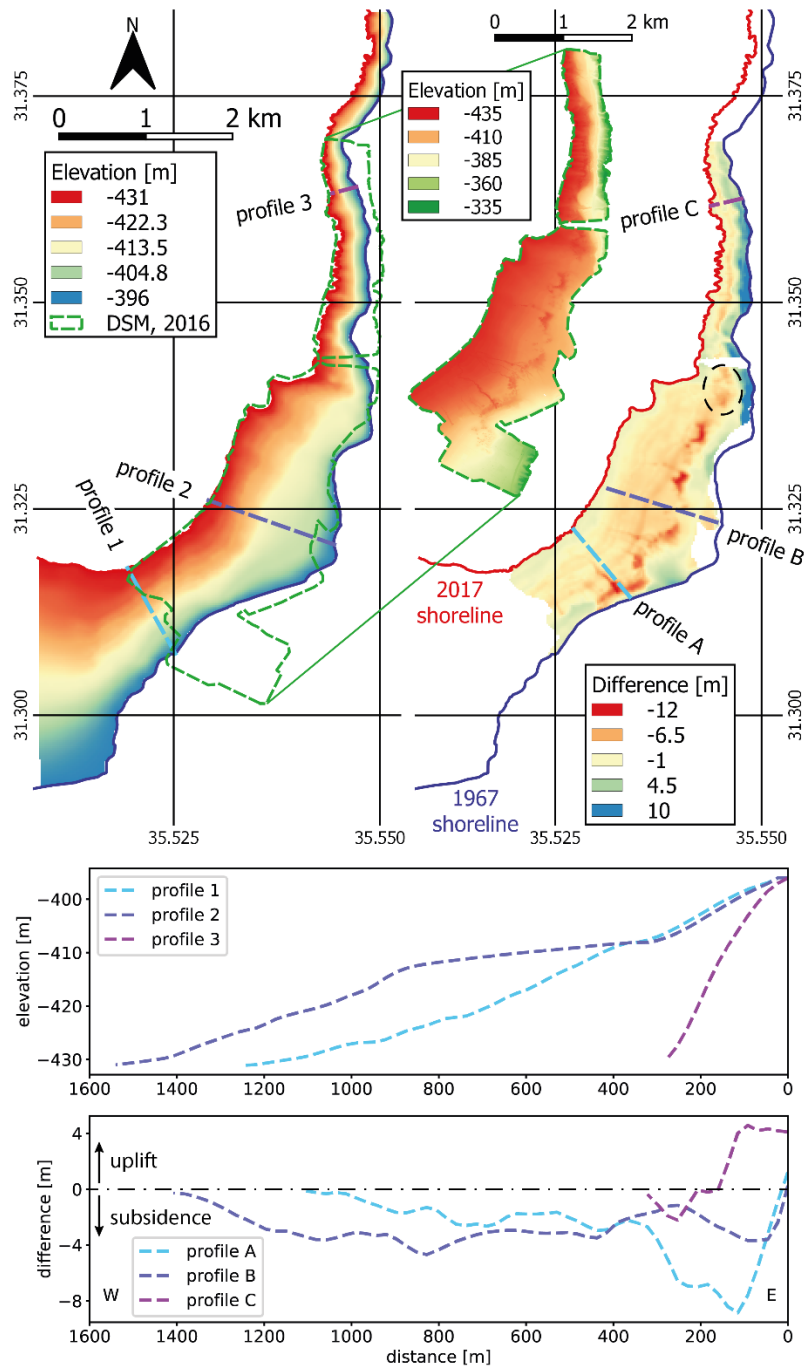 N
0 1 2 km
Elevation [m]
-431
-422.3
-413.5
-404.8
-396
DSM, 2016
profile 3
profile 2
profile 1
31.375
31.350
31.325
31.300
35.525
35.550
0 1 2 km
Elevation [m]
-435
-410
-385
-360
-335
profile C
profile B
profile A
2017
shoreline
1967
shoreline
Difference [m]
-12
-6.5
-1
4.5
10
31.375
31.350
31.325
31.300
35.525
35.550
elevation [m]
−400
−410
−420
−430
profile 1
profile 2
profile 3
1600 1400 1200 1000 800 600 400 200 0
difference [m]
4
0
−4
−8
uplift
subsidence
profile A
profile B
profile C
W
E
1600 1400 1200 1000 800 600 400 200 0
distance [m]